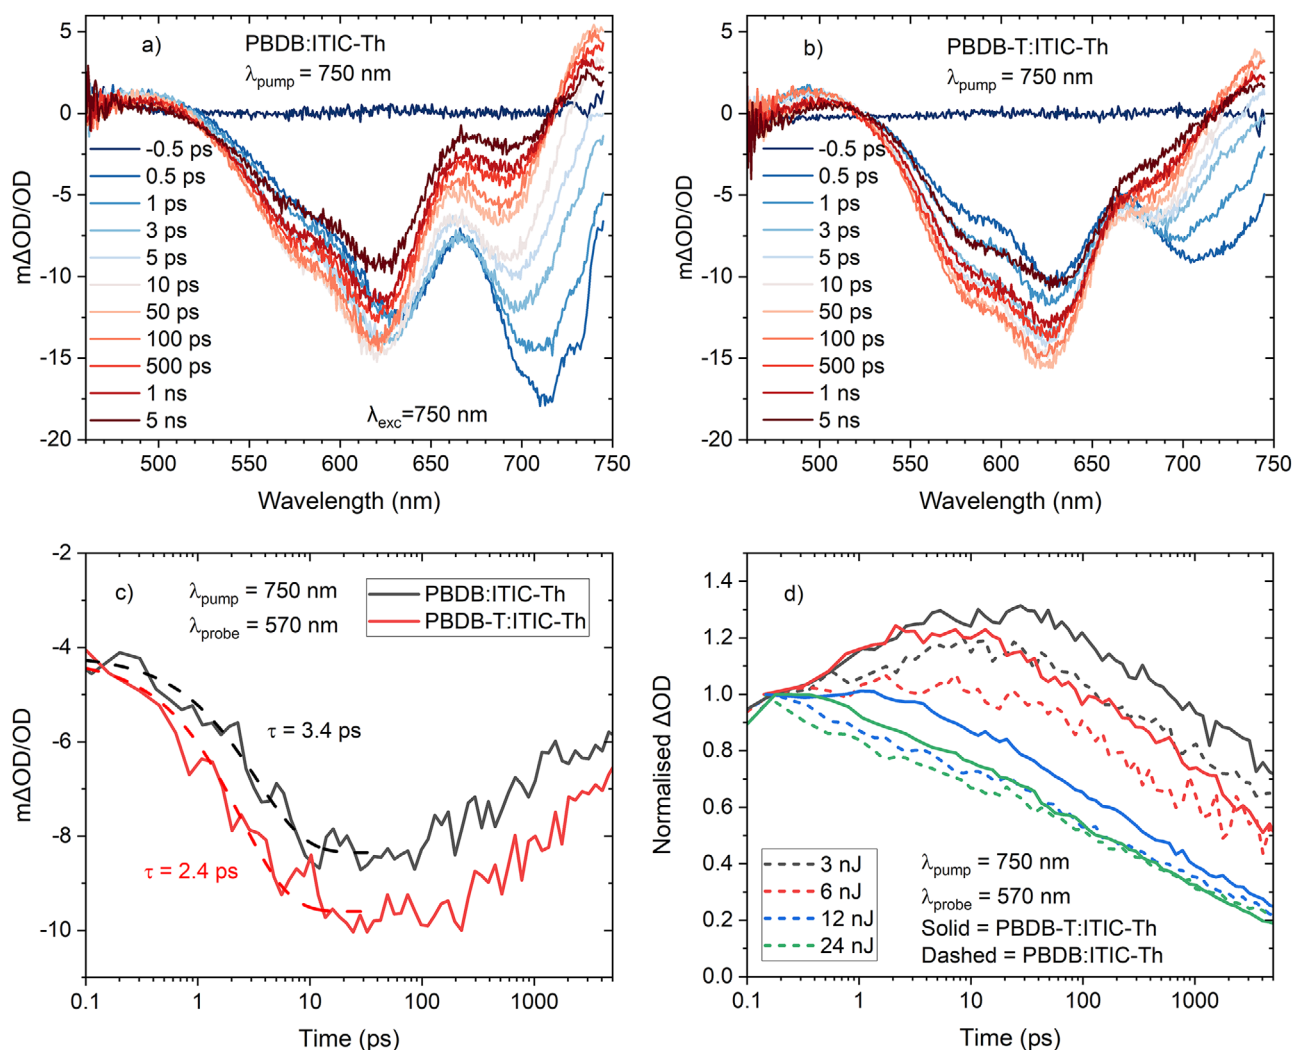 a)
PBDB:ITIC-Th
λpump = 750 nm
5
0
-5
-10
-15
-20
mΔOD/OD
-0.5 ps
0.5 ps
1 ps
3 ps
5 ps
10 ps
50 ps
100 ps
500 ps
1 ns
5 ns
λexc=750 nm
500 550 600 650 700 750
Wavelength (nm)
b)
PBDB-T:ITIC-Th
λpump = 750 nm
5
0
-5
-10
-15
-20
mΔOD/OD
-0.5 ps
0.5 ps
1 ps
3 ps
5 ps
10 ps
50 ps
100 ps
500 ps
1 ns
5 ns
500 550 600 650 700 750
Wavelength (nm)
c)
λpump = 750 nm
λprobe = 570 nm
PBDB:ITIC-Th
PBDB-T:ITIC-Th
-2
-4
-6
-8
-10
mΔOD/OD
τ = 3.4 ps
τ = 2.4 ps
0.1 1 10 100 1000
Time (ps)
d)
1.4
1.2
1.0
0.8
0.6
0.4
0.2
0.0
Normalised ΔOD
3 nJ
6 nJ
12 nJ
24 nJ
λpump = 750 nm
λprobe = 570 nm
Solid = PBDB-T:ITIC-Th
Dashed = PBDB:ITIC-Th
0.1 1 10 100 1000
Time (ps)